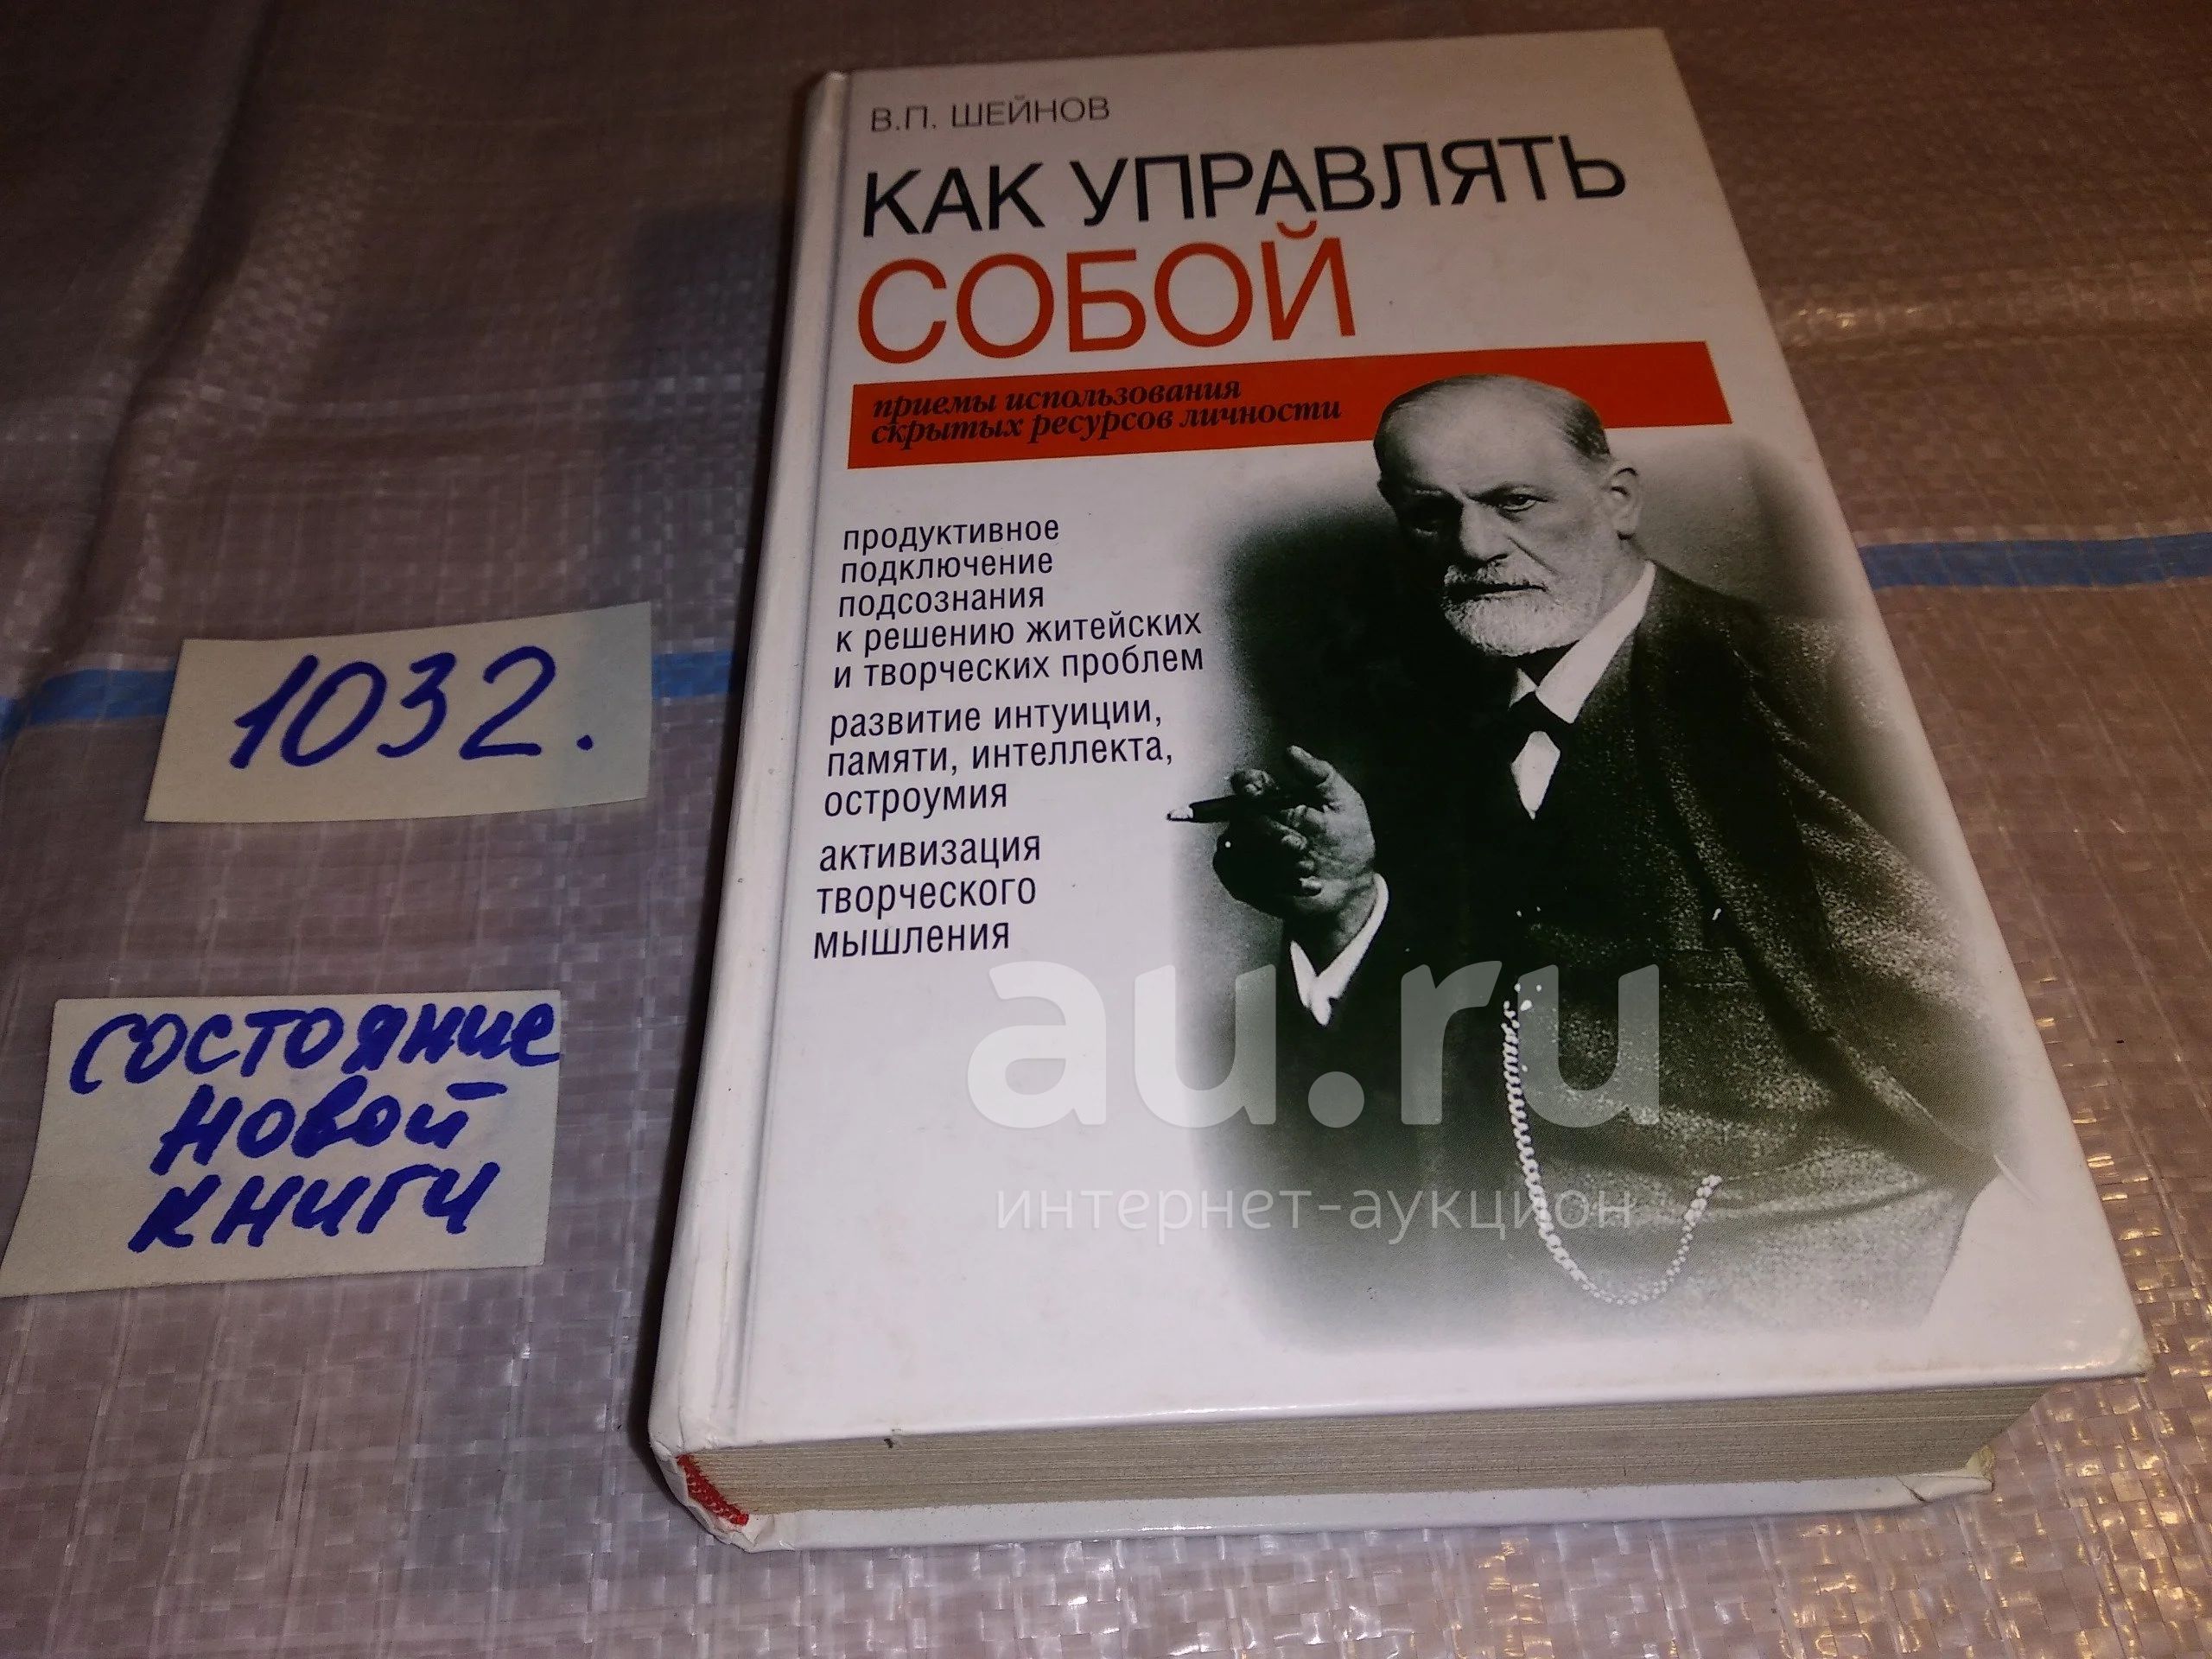 В.П. ШЕЙНОВ
КАК УПРАВЛЯТЬ
СОБОЙ
приемы использования
скрытых ресурсов личности
продуктивное
подключение
подсознания
к решению житейских
и творческих проблем
развитие интуиции,
памяти, интеллекта,
остроумия
активизация
творческого
мышления
1032.
состояние
новой
книги
au.ru
интернет-аукцион